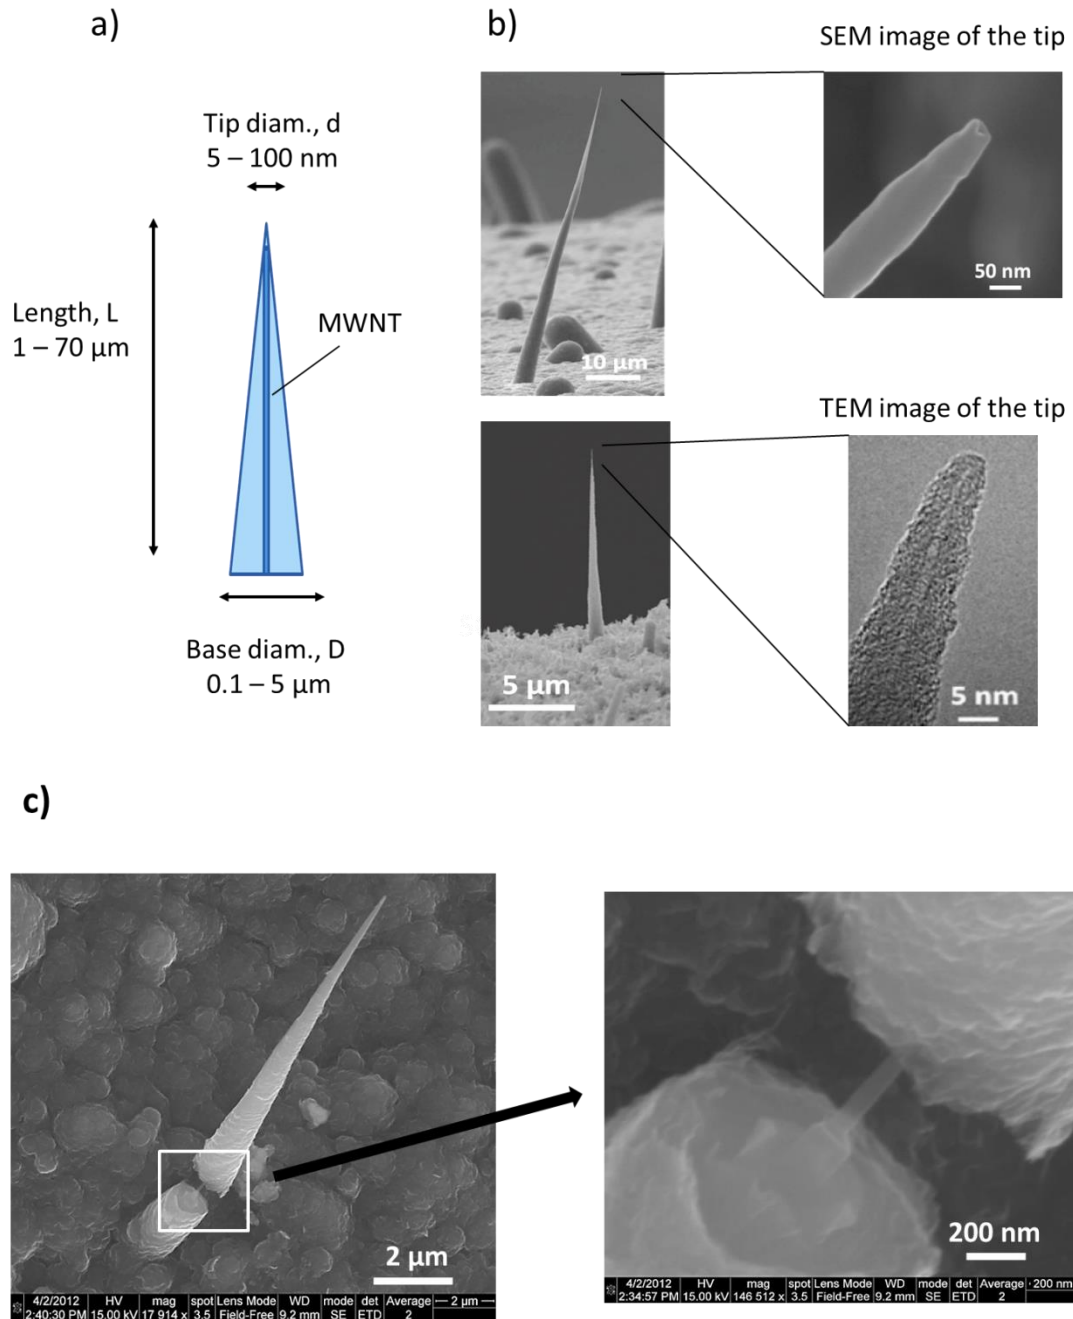 a)
Tip diam., d
5 – 100 nm
Length, L
1 – 70 μm
MWNT
Base diam., D
0.1 – 5 μm
b)
SEM image of the tip
10 μm
50 nm
TEM image of the tip
5 μm
5 nm
c)
2 μm
4/2/2012 HV mag spot Lens Mode WD mode det Average 2 μm
2:40:30 PM 15.00 kV 17 914 x 3.5 Field-Free 9.2 mm SE ETD 2
200 nm
4/2/2012 HV mag spot Lens Mode WD mode det Average 200 nm
2:34:57 PM 15.00 kV 146 512 x 3.5 Field-Free 9.2 mm SE ETD 2